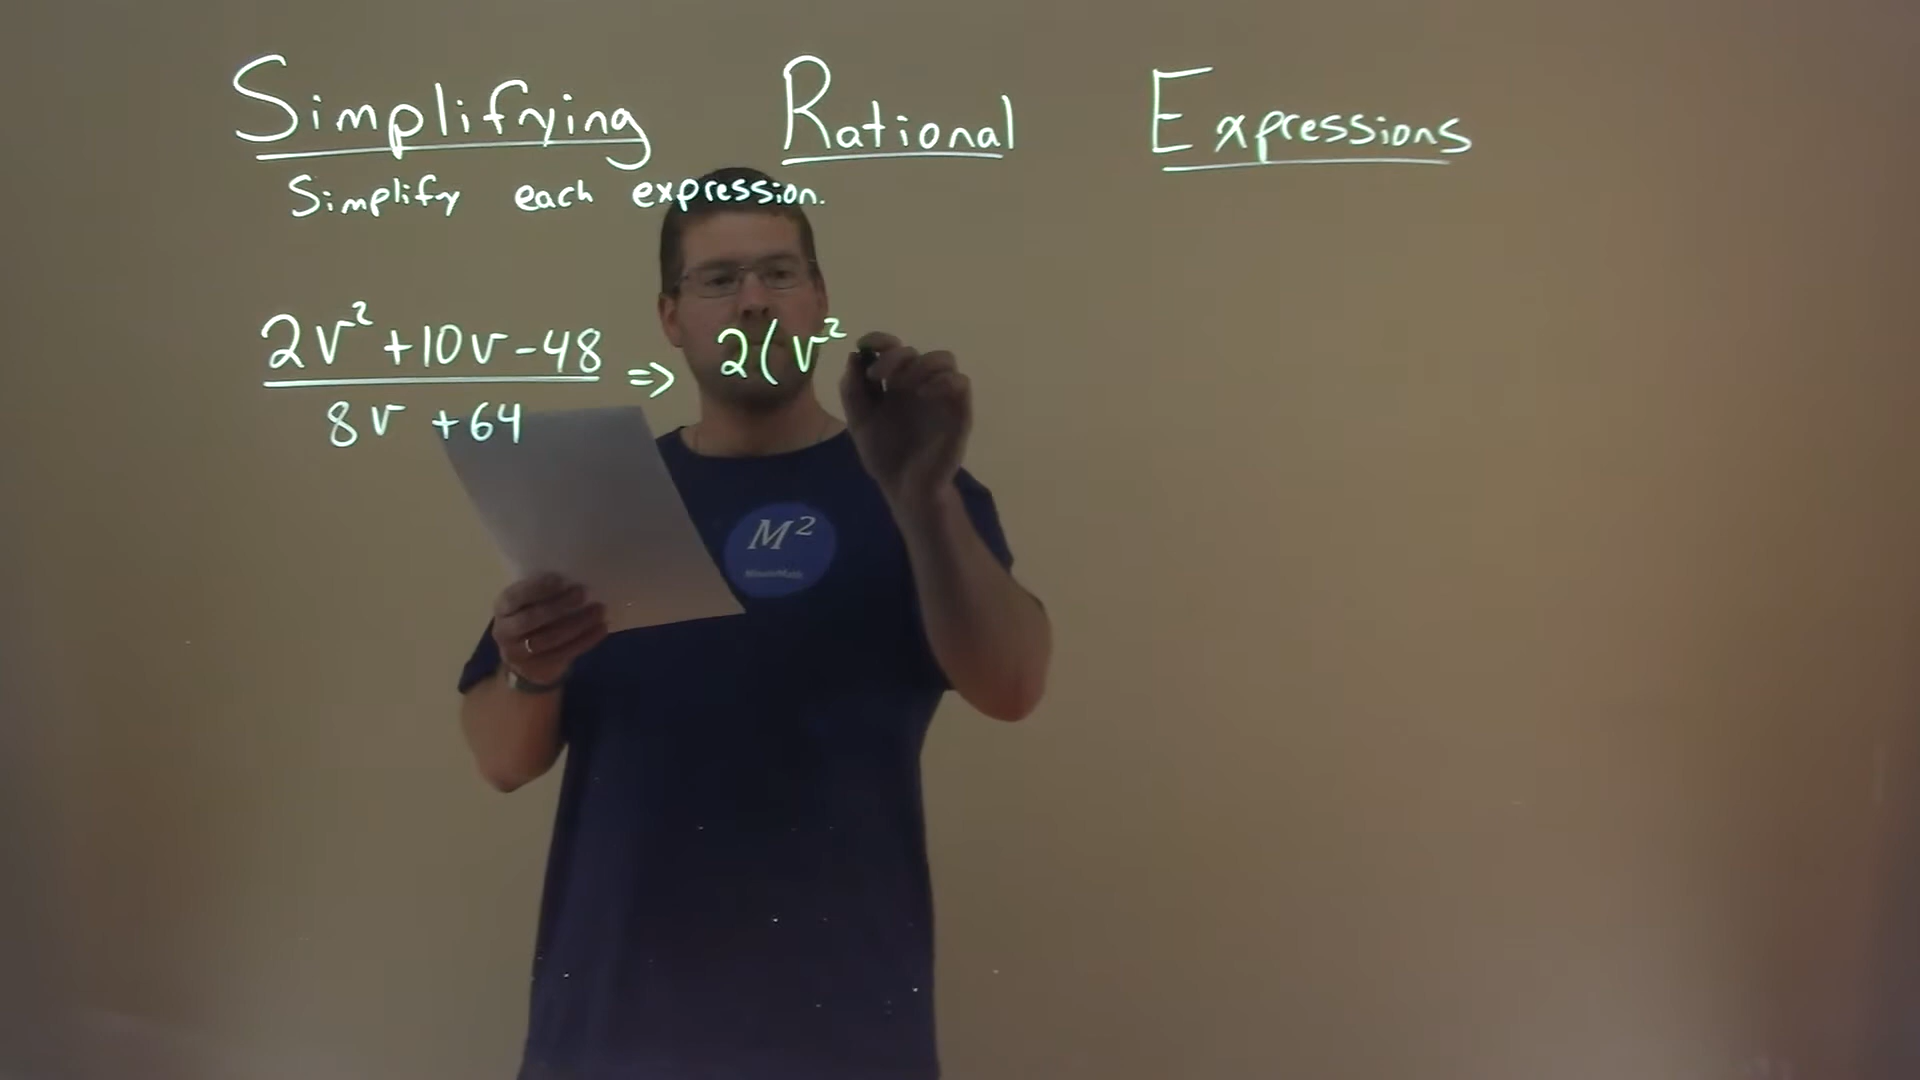 Simplifying Rational Expressions
Simplify each expression.
2v²+10v-48 => 2(v²
8v +64
M²